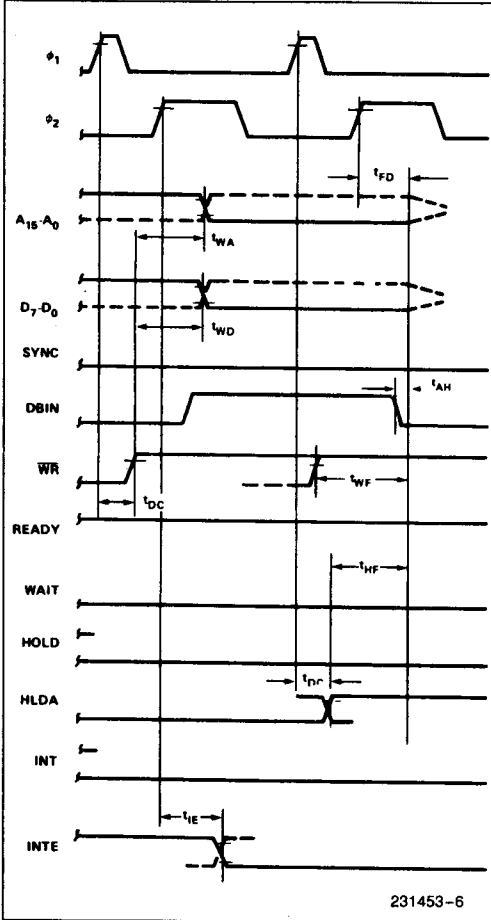 φ1
φ2
tFD
A15-A0
tWA
D7-D0
tWD
SYNC
tAH
DBIN
WR
tWF
tDC
READY
tHF
WAIT
HOLD
tDC
HLDA
INT
tIE
INTE
231453-6